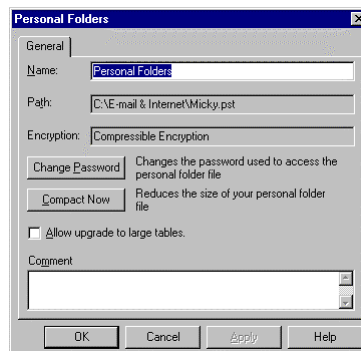 Personal Folders
General
Name: Personal Folders
Path: C:\E-mail & Internet\Micky.pst
Encryption: Compressible Encryption
Change Password Changes the password used to access the
personal folder file
Compact Now Reduces the size of your personal folder
file
Allow upgrade to large tables.
Comment
OK Cancel Apply Help